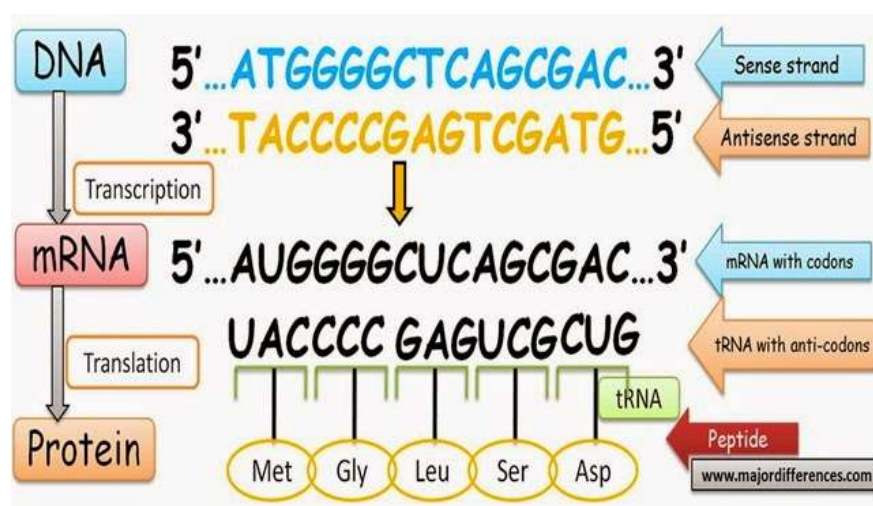 DNA
5'...ATGGGGCTCAGCGAC...3'
Sense strand
3'...TACCCCGAGTCGATG...5'
Antisense strand
Transcription
mRNA
5'...AUGGGGCUCAGCGAC...3'
mRNA with codons
UACCCC GAGUCGCUG
tRNA with anti-codons
Translation
tRNA
Protein
Met Gly Leu Ser Asp
Peptide
www.majordifferences.com